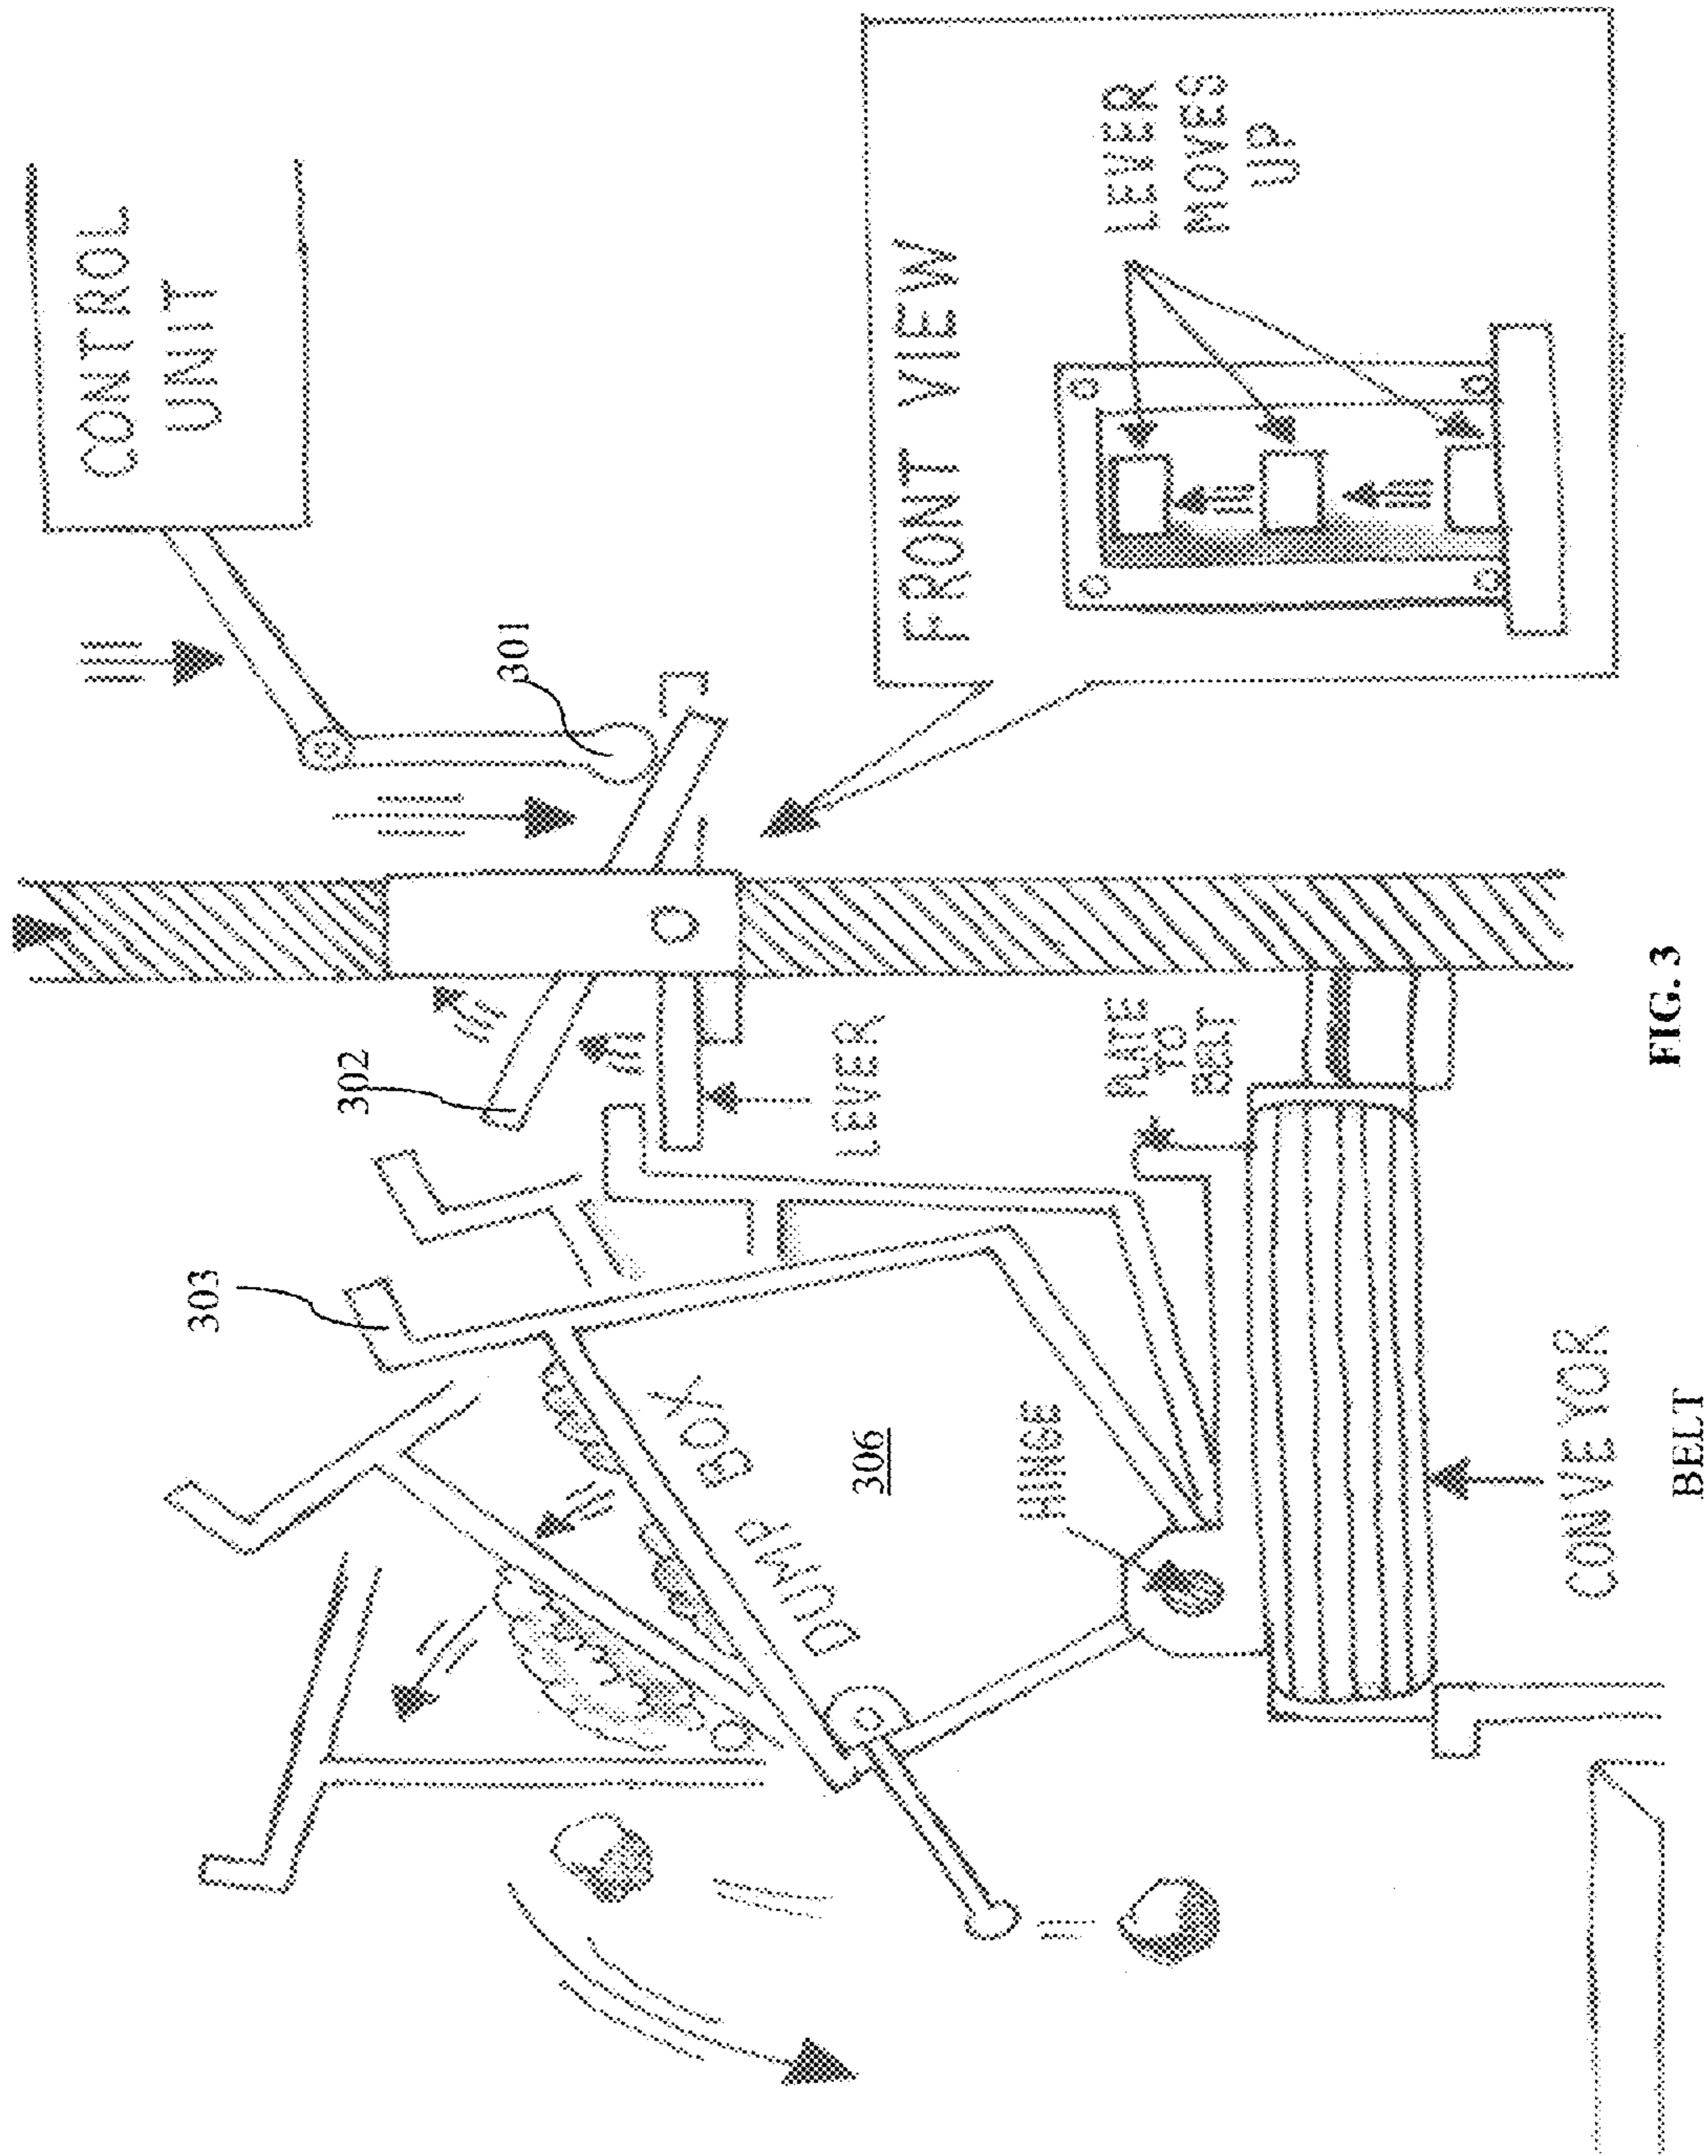 CONTROL
UNIT
301
302
303
FRONT VIEW
LEVER
MOVES
UP
LEVER
PLATE
TO
BELT
DUMP BOX
306
HINGE
CONVEYOR
BELT
FIG. 3